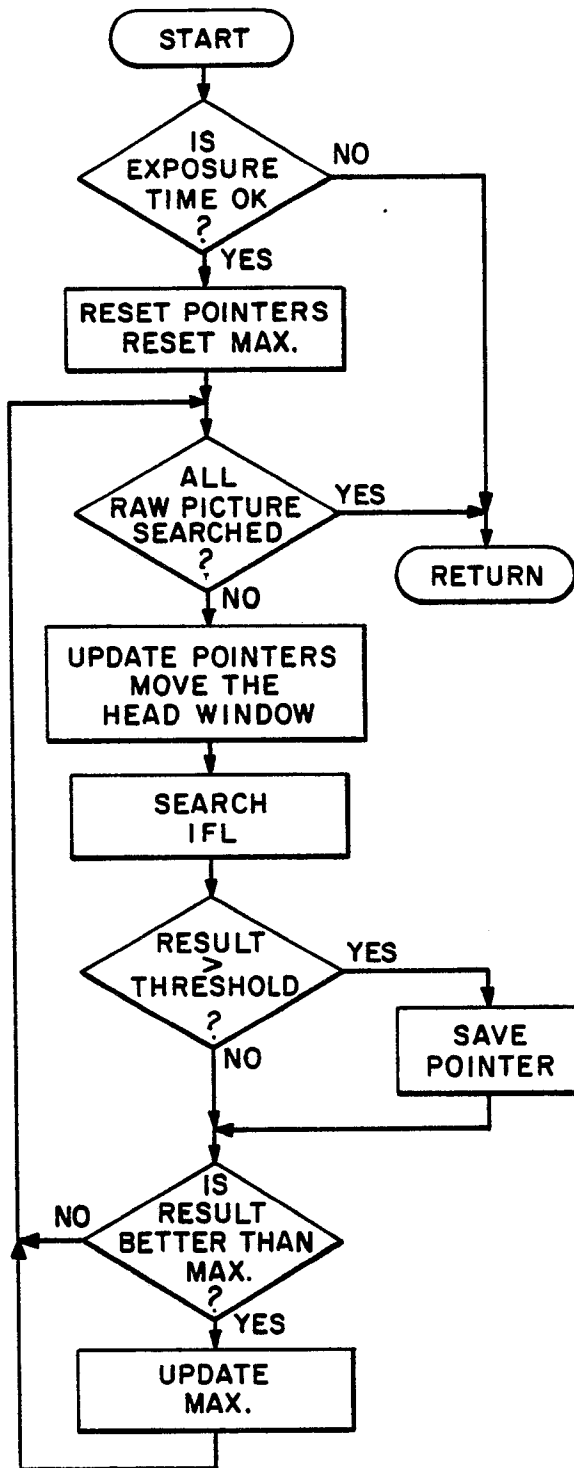 START
IS
EXPOSURE
TIME OK
?
NO
YES
RESET POINTERS
RESET MAX.
ALL
RAW PICTURE
SEARCHED
?
YES
NO
RETURN
UPDATE POINTERS
MOVE THE
HEAD WINDOW
SEARCH
IFL
RESULT
>
THRESHOLD
?
YES
NO
SAVE
POINTER
IS
RESULT
BETTER THAN
MAX.
?
NO
YES
UPDATE
MAX.